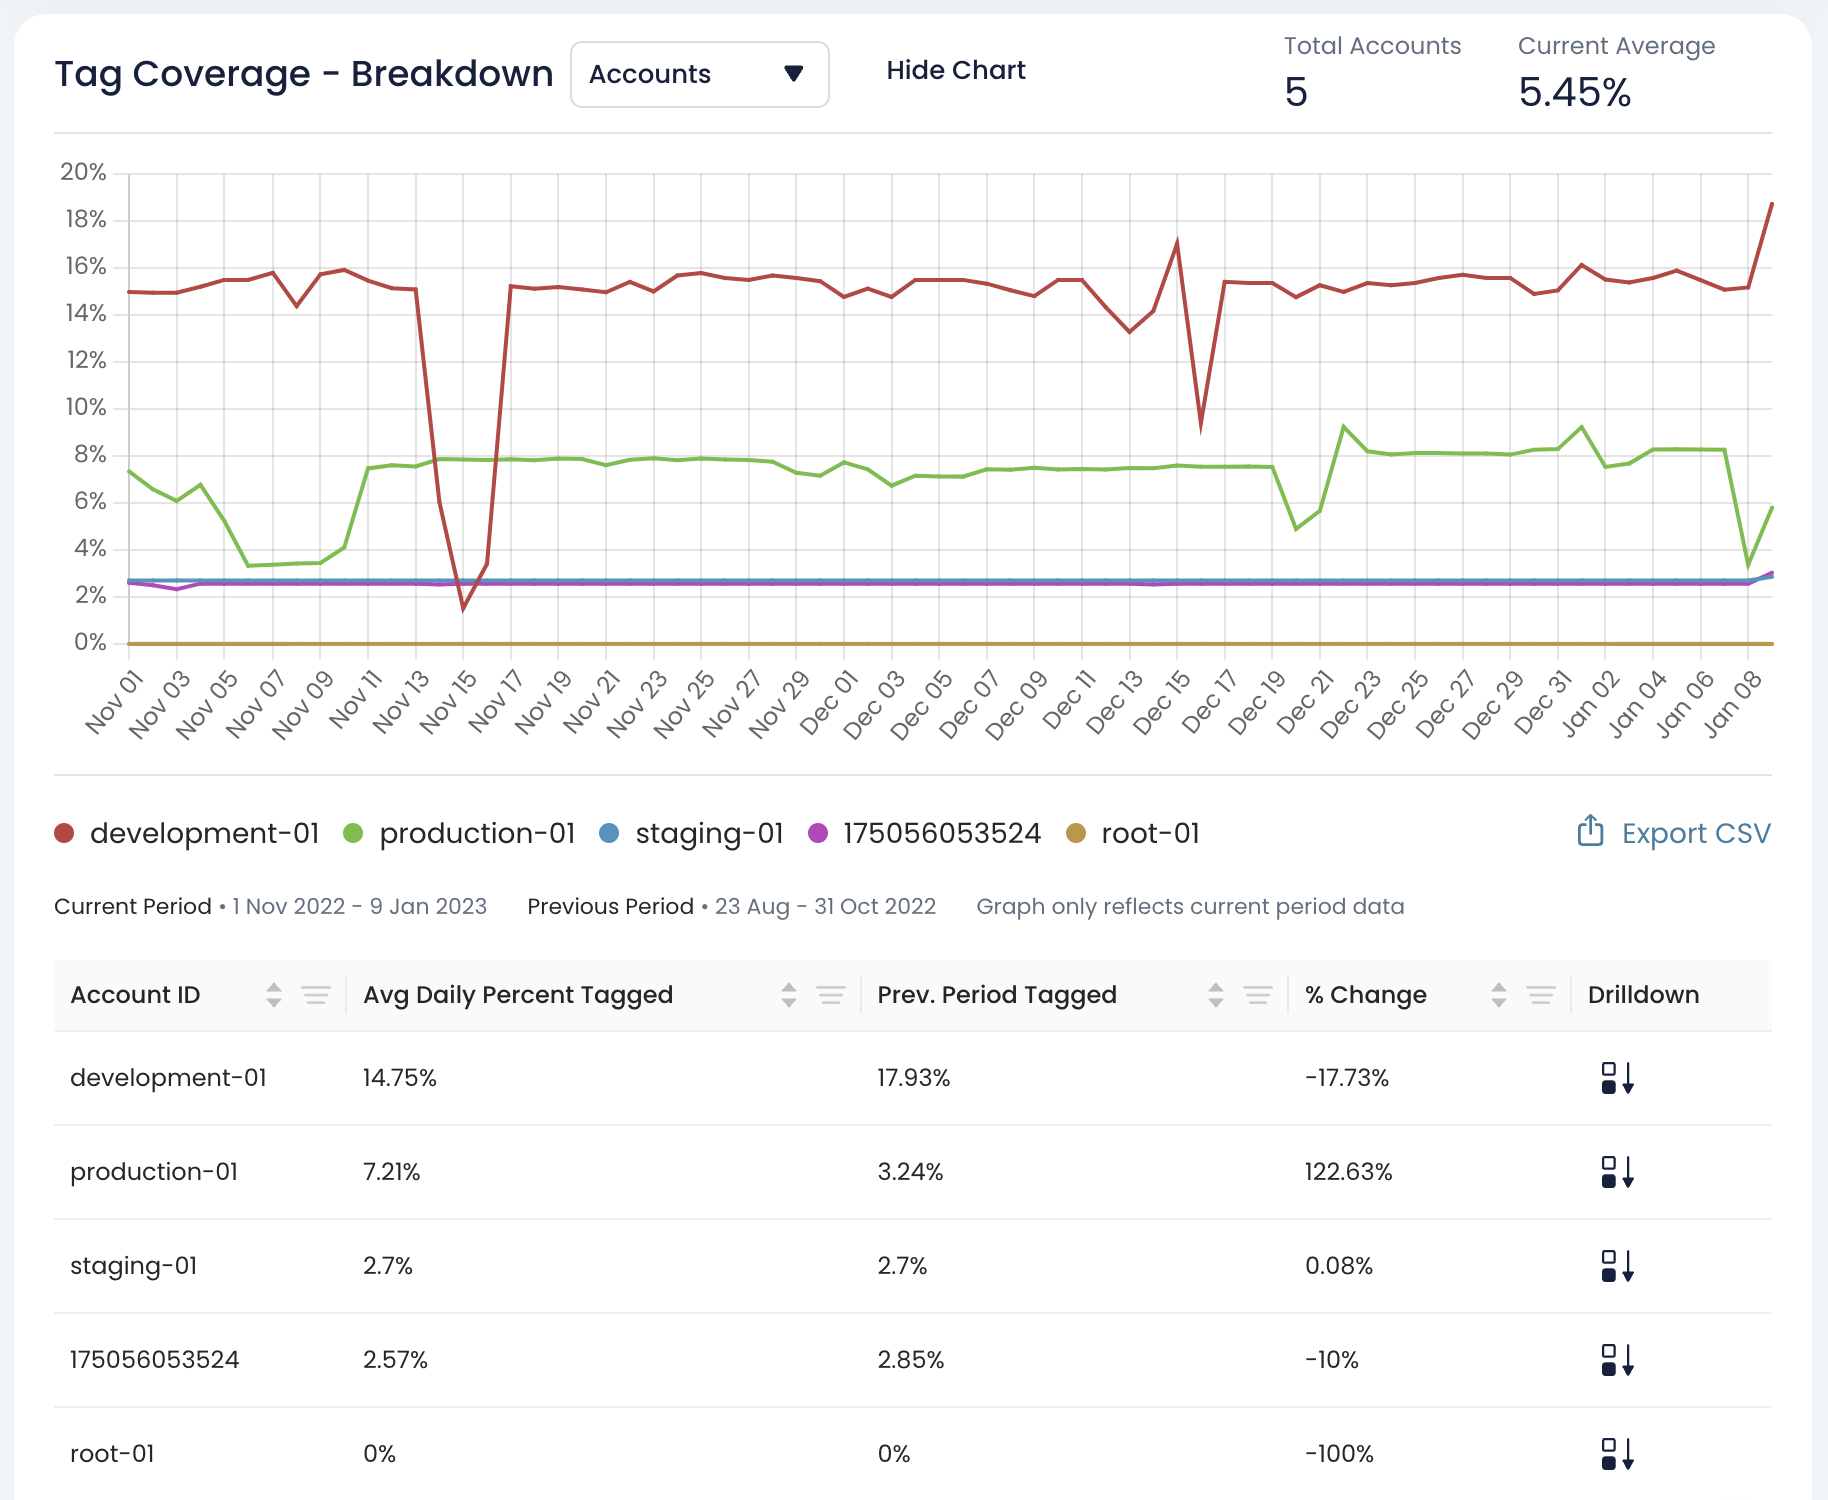 Tag Coverage - Breakdown
Accounts
Hide Chart
Total Accounts
5
Current Average
5.45%
20%
18%
16%
14%
12%
10%
8%
6%
4%
2%
0%
Nov 01
Nov 03
Nov 05
Nov 07
Nov 09
Nov 11
Nov 13
Nov 15
Nov 17
Nov 19
Nov 21
Nov 23
Nov 25
Nov 27
Nov 29
Dec 01
Dec 03
Dec 05
Dec 07
Dec 09
Dec 11
Dec 13
Dec 15
Dec 17
Dec 19
Dec 21
Dec 23
Dec 25
Dec 27
Dec 29
Dec 31
Jan 02
Jan 04
Jan 06
Jan 08
development-01 production-01 staging-01 175056053524 root-01
Export CSV
Current Period • 1 Nov 2022 - 9 Jan 2023 Previous Period • 23 Aug - 31 Oct 2022 Graph only reflects current period data
Account ID Avg Daily Percent Tagged Prev. Period Tagged % Change Drilldown
development-01 14.75% 17.93% -17.73%
production-01 7.21% 3.24% 122.63%
staging-01 2.7% 2.7% 0.08%
175056053524 2.57% 2.85% -10%
root-01 0% 0% -100%